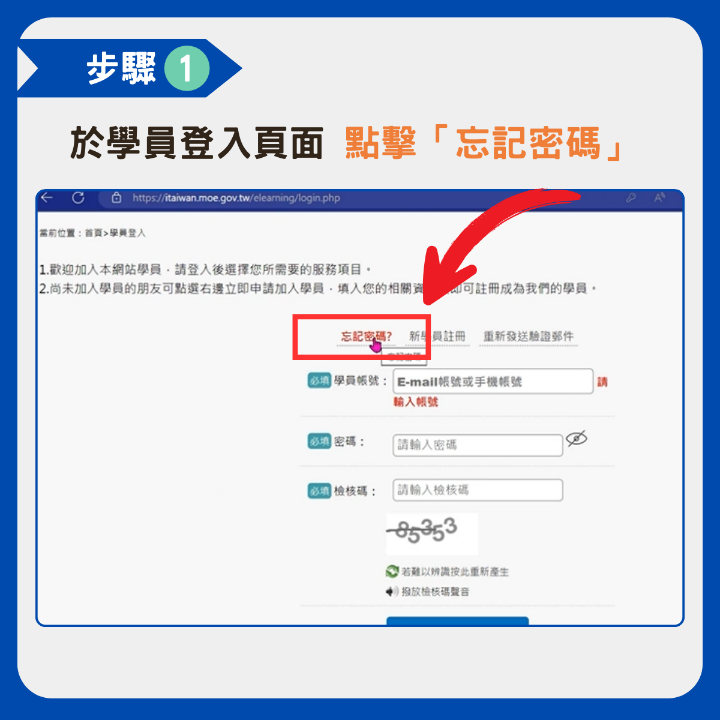 步驟 1
於學員登入頁面 點擊「忘記密碼」
https://itaiwan.moe.gov.tw/elearning/login.php
當前位置：首頁>學員登入
1.歡迎加入本網站學員，請登入後選擇您所需要的服務項目。
2.尚未加入學員的朋友可點選右邊立即申請加入學員，填入您的相關資 即可註冊成為我們的學員。
忘記密碼? 新學員註冊 重新發送驗證郵件
必填 學員帳號： E-mail帳號或手機帳號 請
輸入帳號
必填 密碼： 請輸入密碼
必填 檢核碼： 請輸入檢核碼
85353
若難以辨識按此重新產生
撥放檢核碼聲音